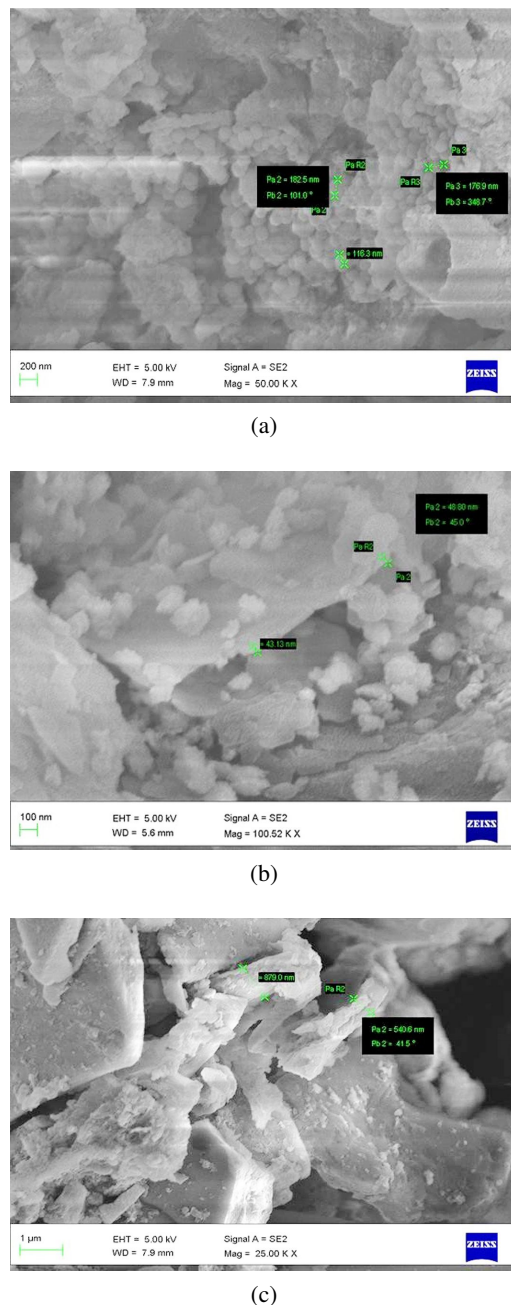 Pa R2
Pa 3
Pa 2 = 182.5 nm
Pb 2 = 101.0 °
Pa R3
Pa 3 = 176.9 nm
Pb 3 = 348.7 °
Pa 2
= 116.3 nm
200 nm
EHT = 5.00 kV
Signal A = SE2
WD = 7.9 mm
Mag = 50.00 K X
ZEISS
(a)
Pa 2 = 48.80 nm
Pb 2 = 45.0 °
Pa R2
Pa 2
= 43.13 nm
100 nm
EHT = 5.00 kV
Signal A = SE2
WD = 5.6 mm
Mag = 100.52 K X
ZEISS
(b)
= 879.0 nm
Pa R2
Pa 2 = 540.6 nm
Pb 2 = 41.5 °
1 µm
EHT = 5.00 kV
Signal A = SE2
WD = 7.9 mm
Mag = 25.00 K X
ZEISS
(c)